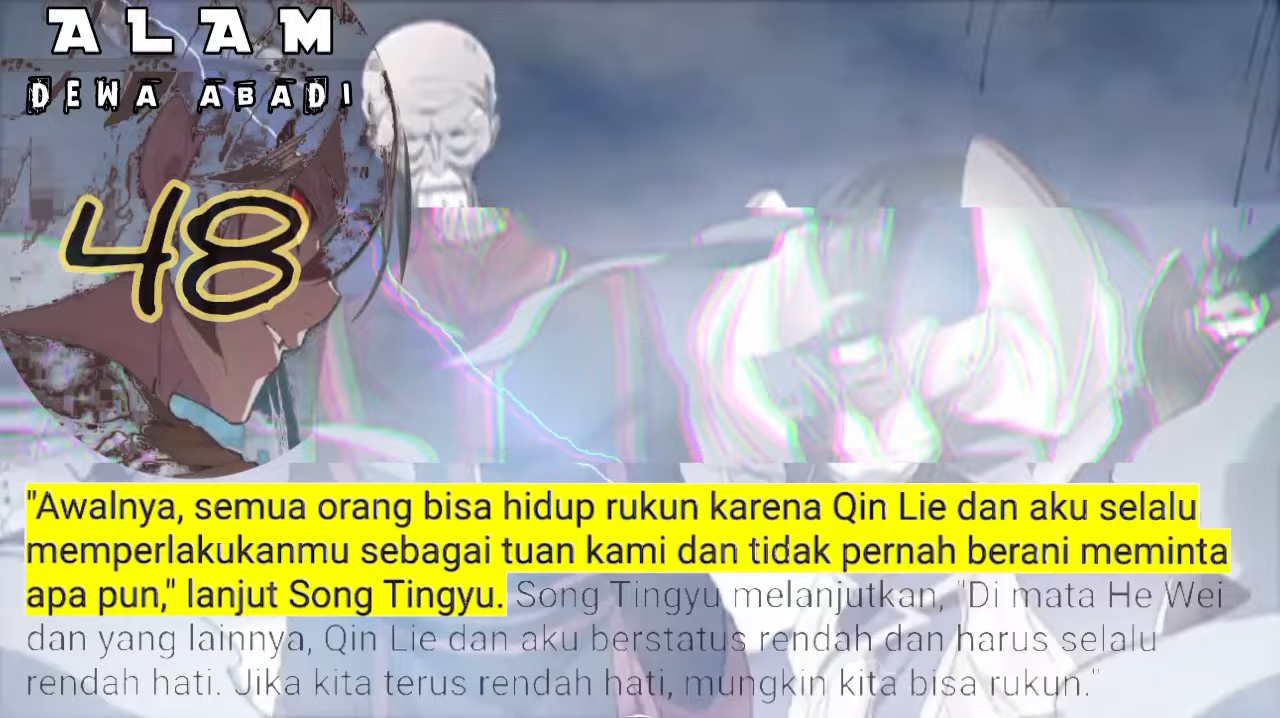 ALAM
DEWA ABADI
48
"Awalnya, semua orang bisa hidup rukun karena Qin Lie dan aku selalu
memperlakukanmu sebagai tuan kami dan tidak pernah berani meminta
apa pun," lanjut Song Tingyu. Song Tingyu melanjutkan, "Di mata He Wei
dan yang lainnya, Qin Lie dan aku berstatus rendah dan harus selalu
rendah hati. Jika kita terus rendah hati, mungkin kita bisa rukun."